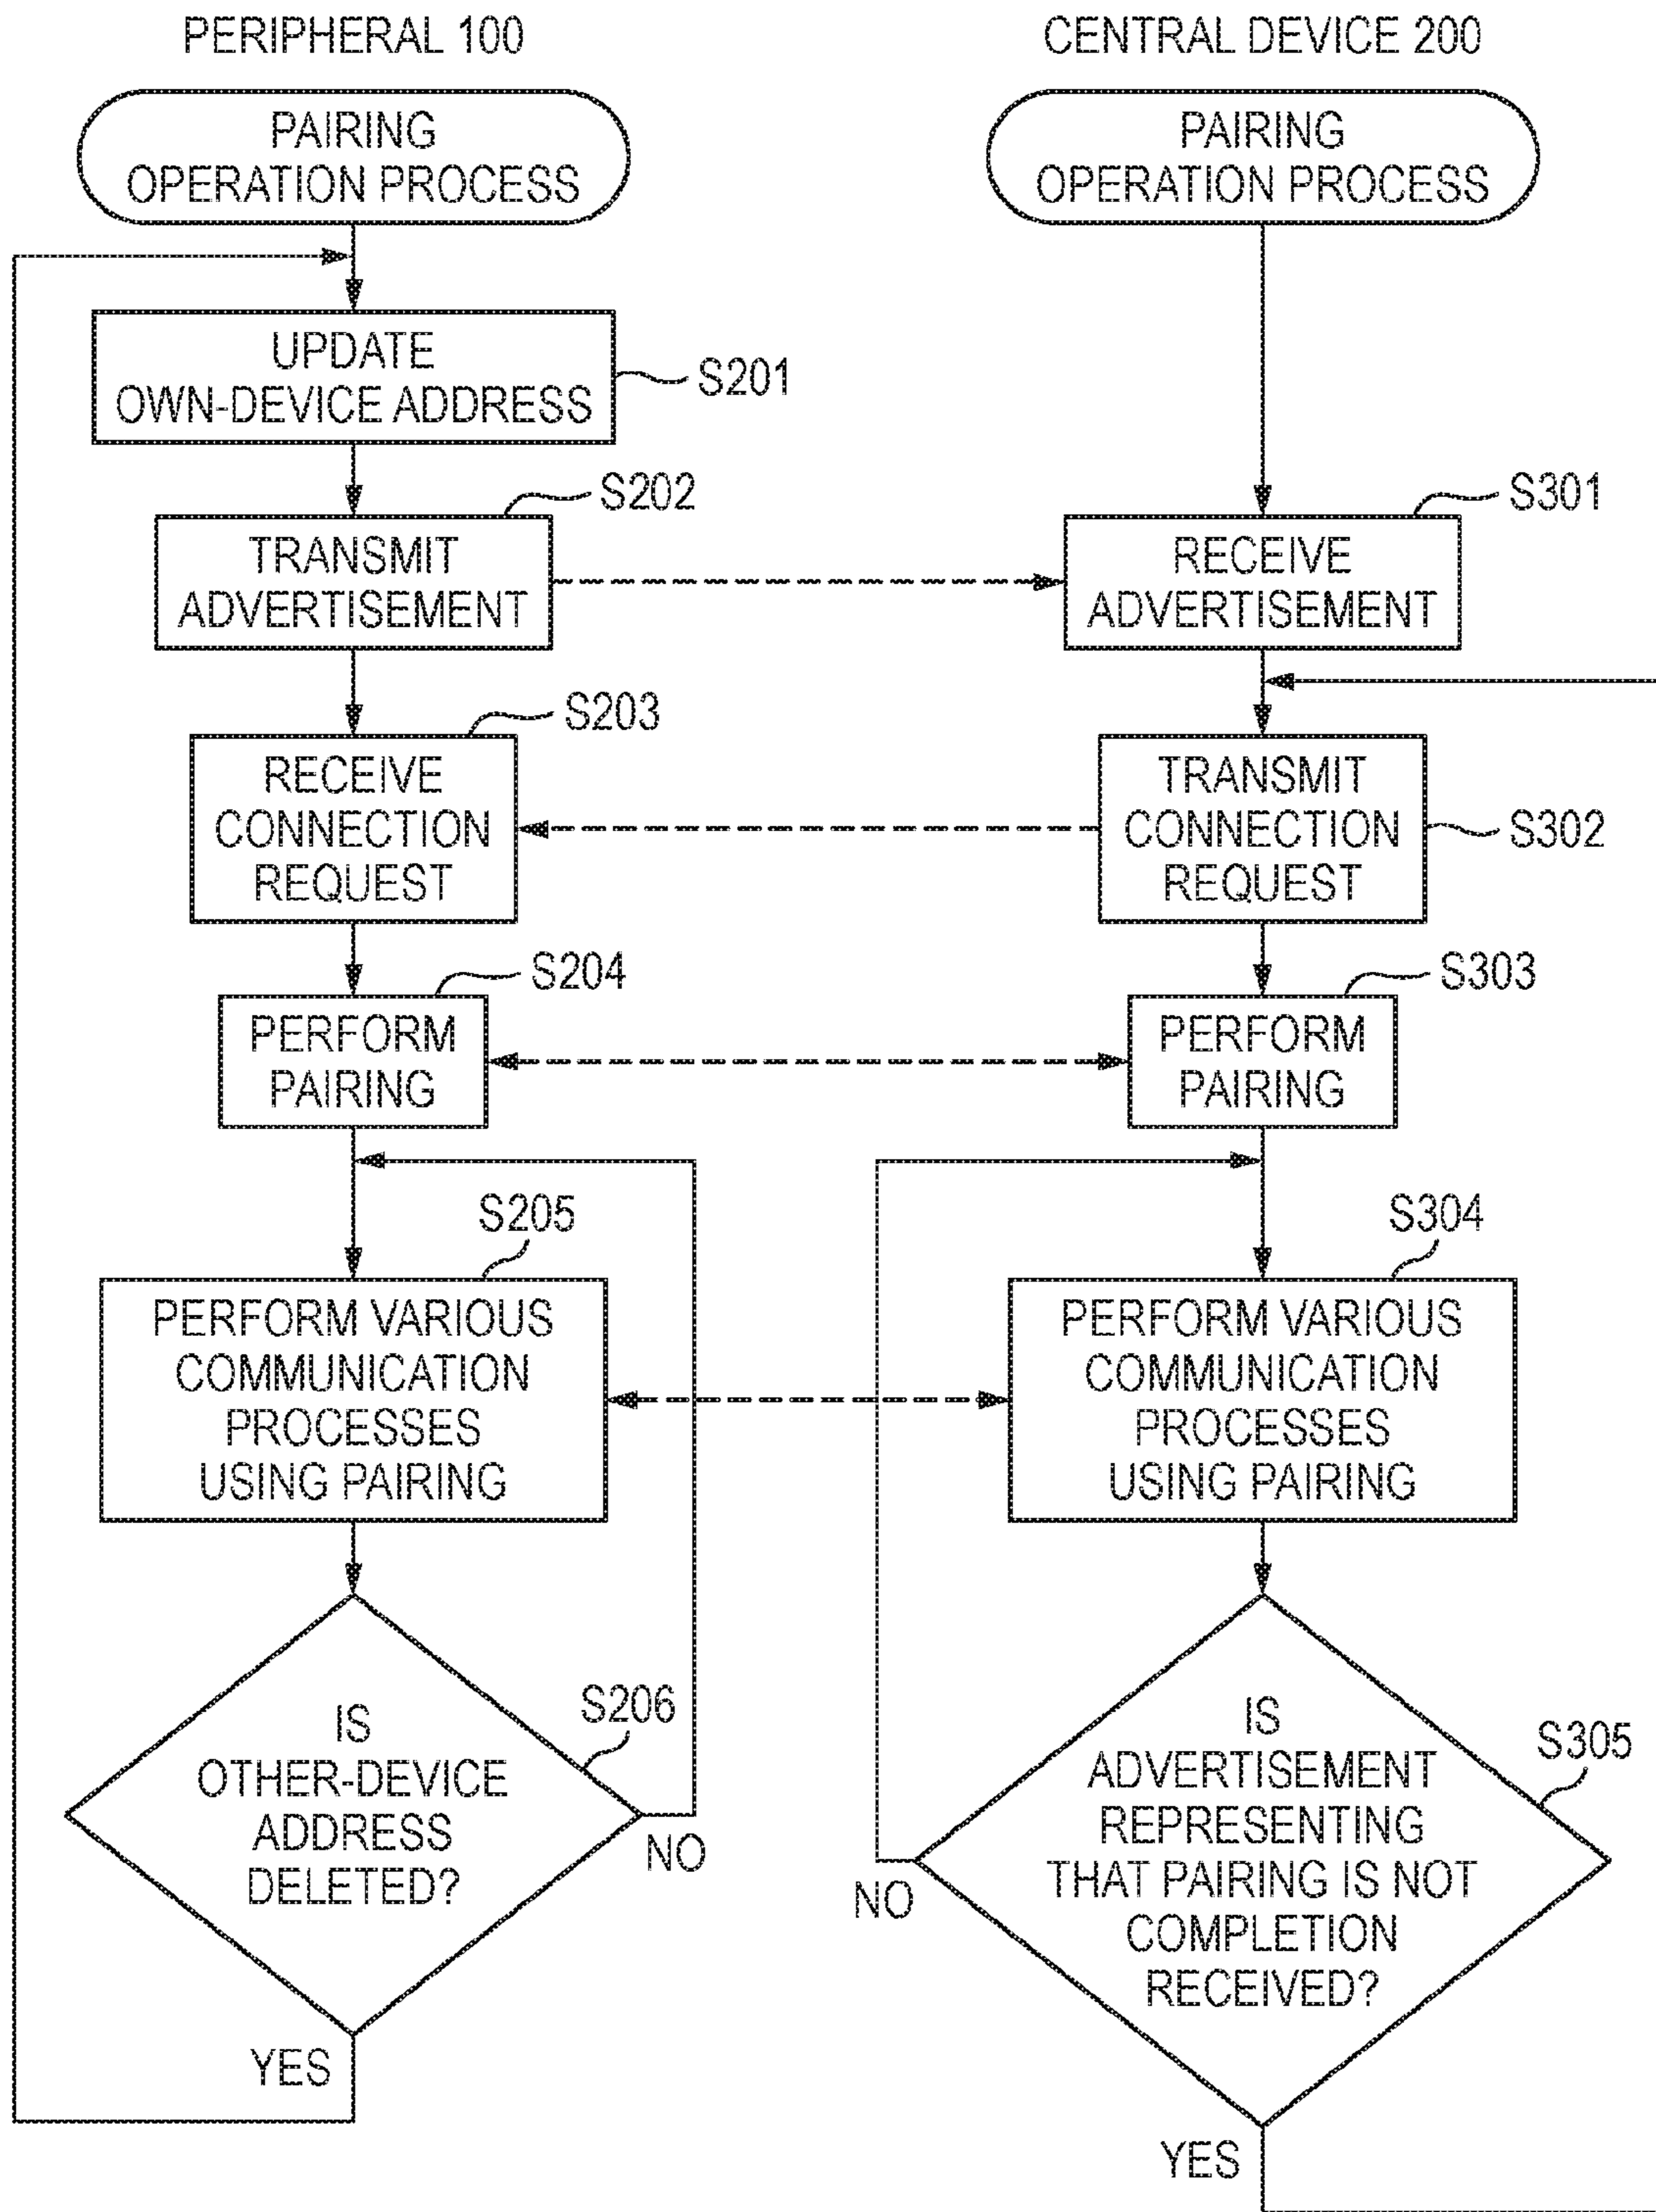 PERIPHERAL 100
PAIRING
OPERATION PROCESS
UPDATE
OWN-DEVICE ADDRESS
S201
S202
TRANSMIT
ADVERTISEMENT
S203
RECEIVE
CONNECTION
REQUEST
S204
PERFORM
PAIRING
S205
PERFORM VARIOUS
COMMUNICATION
PROCESSES
USING PAIRING
S206
IS
OTHER-DEVICE
ADDRESS
DELETED?
NO
YES
CENTRAL DEVICE 200
PAIRING
OPERATION PROCESS
S301
RECEIVE
ADVERTISEMENT
TRANSMIT
CONNECTION
REQUEST
S302
S303
PERFORM
PAIRING
S304
PERFORM VARIOUS
COMMUNICATION
PROCESSES
USING PAIRING
S305
IS
ADVERTISEMENT
REPRESENTING
THAT PAIRING IS NOT
COMPLETION
RECEIVED?
NO
YES